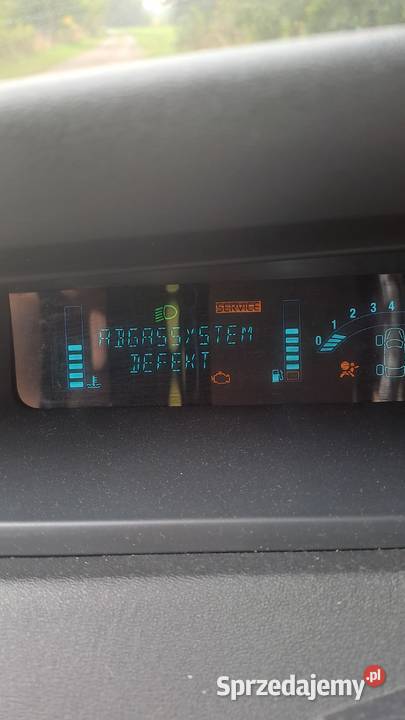 SERVICE
ABGASSYSTEM
DEFEKT
0 1 2 3 4
Sprzedajemy.pl